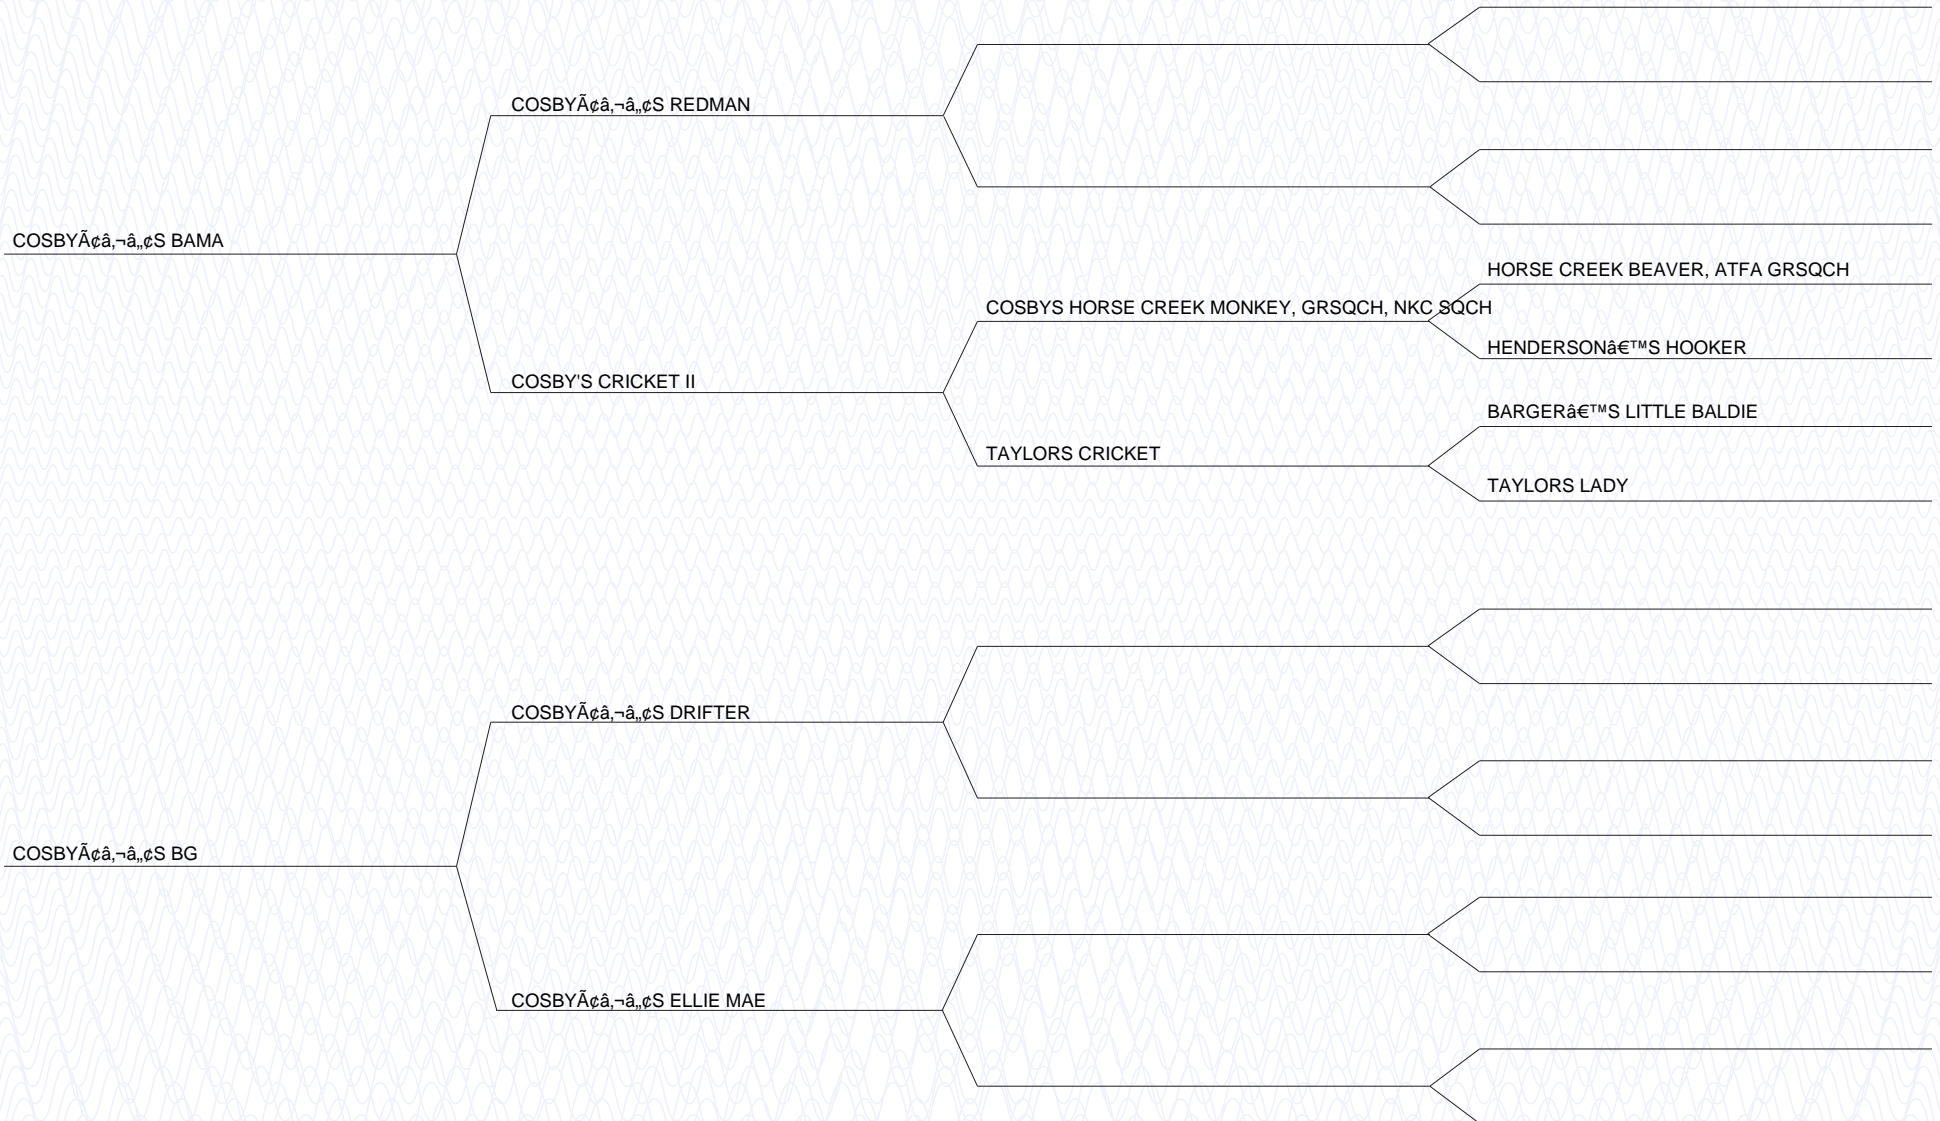 COSBYÃ¢â‚¬â„¢S REDMAN
COSBYÃ¢â‚¬â„¢S BAMA
HORSE CREEK BEAVER, ATFA GRSQCH
COSBYS HORSE CREEK MONKEY, GRSQCH, NKC SQCH
HENDERSONâ€™S HOOKER
COSBY'S CRICKET II
BARGERâ€™S LITTLE BALDIE
TAYLORS CRICKET
TAYLORS LADY
COSBYÃ¢â‚¬â„¢S DRIFTER
COSBYÃ¢â‚¬â„¢S BG
COSBYÃ¢â‚¬â„¢S ELLIE MAE